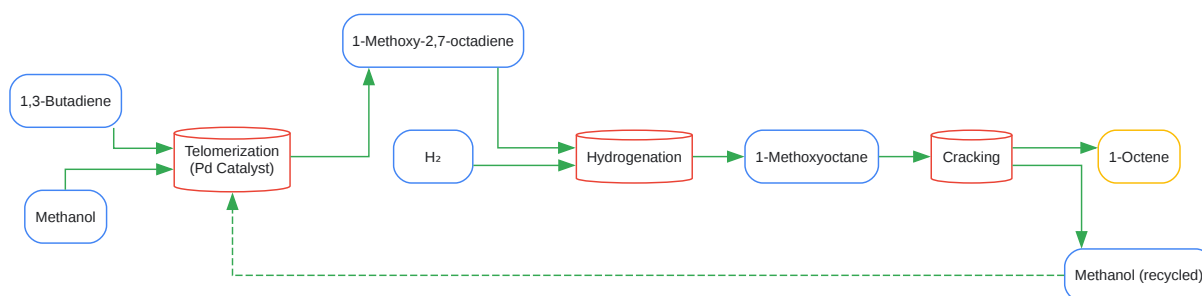 1-Methoxy-2,7-octadiene
1,3-Butadiene
Telomerization
(Pd Catalyst)
H₂
Hydrogenation
1-Methoxyoctane
Cracking
1-Octene
Methanol
Methanol (recycled)